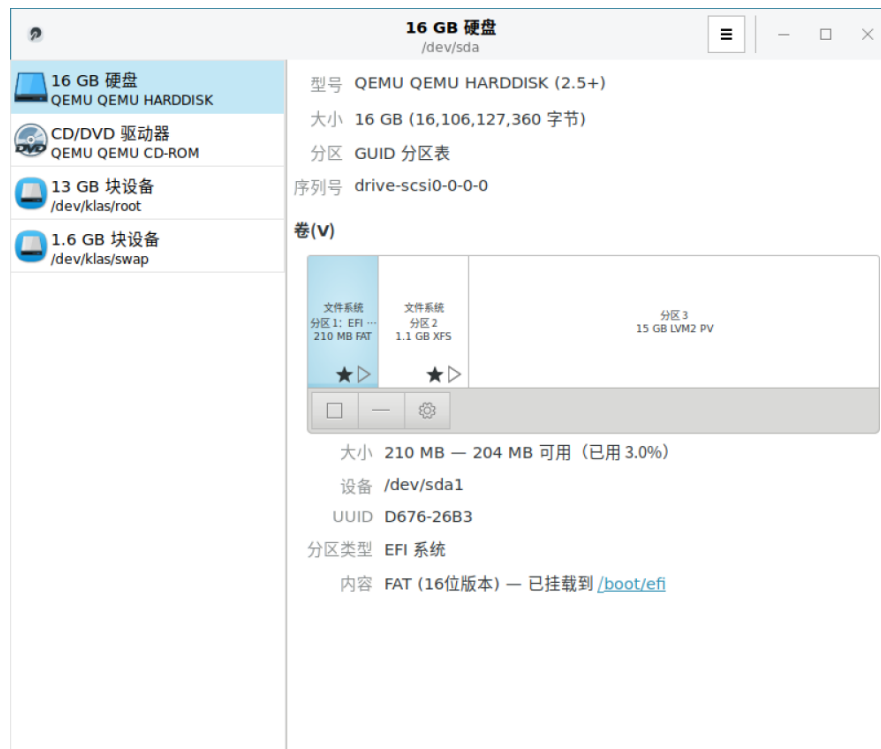 16 GB 硬盘
/dev/sda
16 GB 硬盘
QEMU QEMU HARDDISK
CD/DVD 驱动器
QEMU QEMU CD-ROM
13 GB 块设备
/dev/klas/root
1.6 GB 块设备
/dev/klas/swap
型号 QEMU QEMU HARDDISK (2.5+)
大小 16 GB (16,106,127,360 字节)
分区 GUID 分区表
序列号 drive-scsi0-0-0-0
卷(V)
文件系统
分区 1: EFI …
210 MB FAT
文件系统
分区 2
1.1 GB XFS
分区 3
15 GB LVM2 PV
大小 210 MB — 204 MB 可用（已用 3.0%）
设备 /dev/sda1
UUID D676-26B3
分区类型 EFI 系统
内容 FAT (16位版本) — 已挂载到 /boot/efi